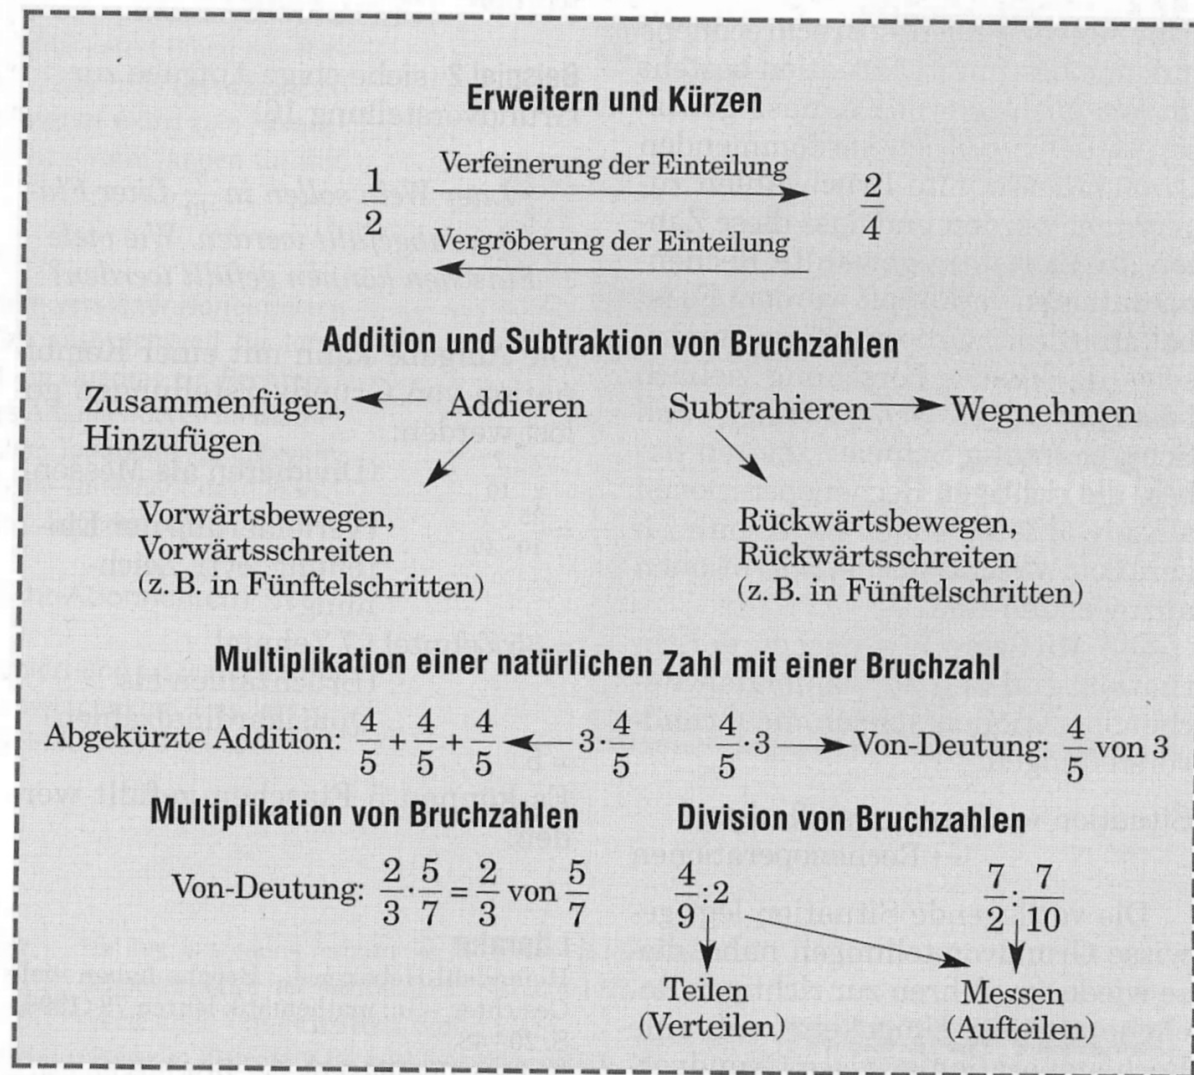 Erweitern und Kürzen
Verfeinerung der Einteilung
1/2 2/4
Vergröberung der Einteilung
Addition und Subtraktion von Bruchzahlen
Zusammenfügen, Addieren Subtrahieren Wegnehmen
Hinzufügen
Vorwärtsbewegen,
Vorwärtsschreiten
(z. B. in Fünftelschritten)
Rückwärtsbewegen,
Rückwärtsschreiten
(z. B. in Fünftelschritten)
Multiplikation einer natürlichen Zahl mit einer Bruchzahl
Abgekürzte Addition: 4/5 + 4/5 + 4/5 3 · 4/5 4/5 · 3 Von-Deutung: 4/5 von 3
Multiplikation von Bruchzahlen
Von-Deutung: 2/3 · 5/7 = 2/3 von 5/7
Division von Bruchzahlen
4/9 : 2 7/2 : 7/10
Teilen
(Verteilen)
Messen
(Aufteilen)